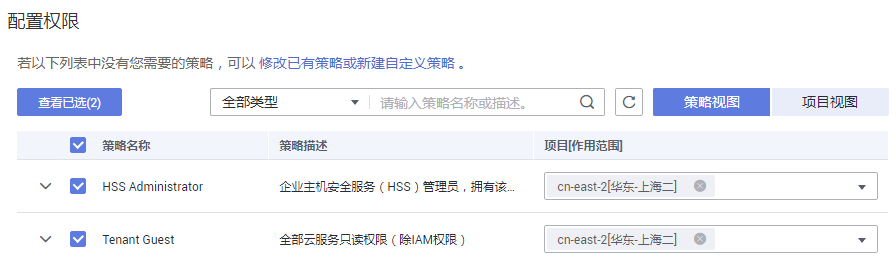 配置权限
若以下列表中没有您需要的策略，可以 修改已有策略或新建自定义策略 。
查看已选(2) 全部类型 请输入策略名称或描述。 策略视图 项目视图
策略名称 策略描述 项目[作用范围]
HSS Administrator 企业主机安全服务（HSS）管理员，拥有该... cn-east-2[华东-上海二]
Tenant Guest 全部云服务只读权限（除IAM权限） cn-east-2[华东-上海二]